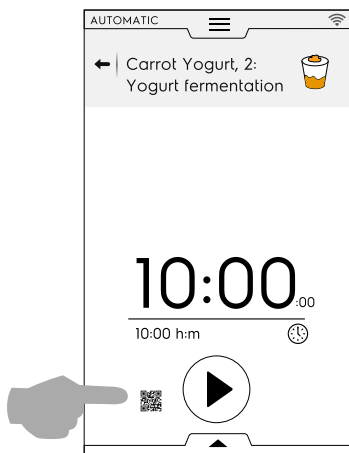 AUTOMATIC
Carrot Yogurt, 2:
Yogurt fermentation
10:00:00
10:00 h:m